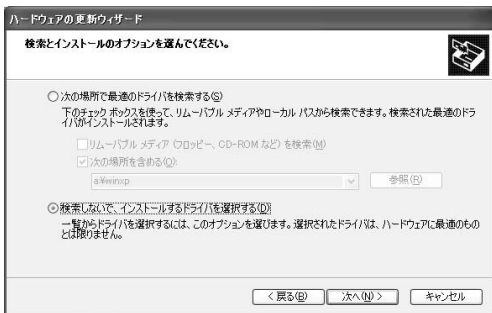 ハードウェアの更新ウィザード
検索とインストールのオプションを選んでください。
次の場所で最適のドライバを検索する(S)
下のチェック ボックスを使って、リムーバブル メディアやローカル パスから検索できます。検索された最適のドラ
イバがインストールされます。
リムーバブル メディア (フロッピー、CD-ROM など) を検索(M)
次の場所を含める(O):
a:¥winxp
参照(R)
検索しないで、インストールするドライバを選択する(D)
一覧からドライバを選択するには、このオプションを選びます。選択されたドライバは、ハードウェアに最適のもの
とは限りません。
< 戻る(B)
次へ(N) >
キャンセル